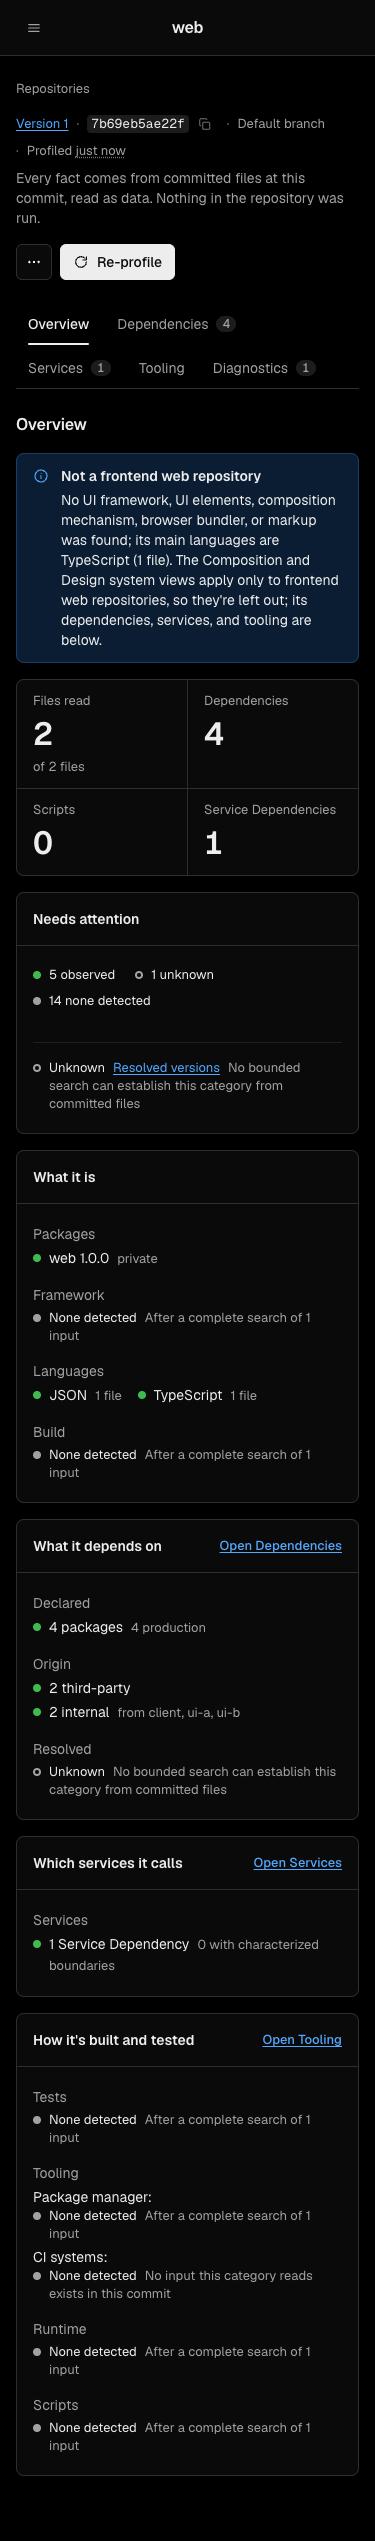 web
Repositories
Version 1 · 7b69eb5ae22f · Default branch
· Profiled just now
Every fact comes from committed files at this
commit, read as data. Nothing in the repository was
run.
Re-profile
Overview Dependencies 4
Services 1 Tooling Diagnostics 1
Overview
Not a frontend web repository
No UI framework, UI elements, composition
mechanism, browser bundler, or markup
was found; its main languages are
TypeScript (1 file). The Composition and
Design system views apply only to frontend
web repositories, so they're left out; its
dependencies, services, and tooling are
below.
Files read
2
of 2 files
Dependencies
4
Scripts
0
Service Dependencies
1
Needs attention
5 observed 1 unknown
14 none detected
Unknown Resolved versions No bounded
search can establish this category from
committed files
What it is
Packages
web 1.0.0 private
Framework
None detected After a complete search of 1
input
Languages
JSON 1 file TypeScript 1 file
Build
None detected After a complete search of 1
input
What it depends on Open Dependencies
Declared
4 packages 4 production
Origin
2 third-party
2 internal from client, ui-a, ui-b
Resolved
Unknown No bounded search can establish this
category from committed files
Which services it calls Open Services
Services
1 Service Dependency 0 with characterized
boundaries
How it's built and tested Open Tooling
Tests
None detected After a complete search of 1
input
Tooling
Package manager:
None detected After a complete search of 1
input
CI systems:
None detected No input this category reads
exists in this commit
Runtime
None detected After a complete search of 1
input
Scripts
None detected After a complete search of 1
input